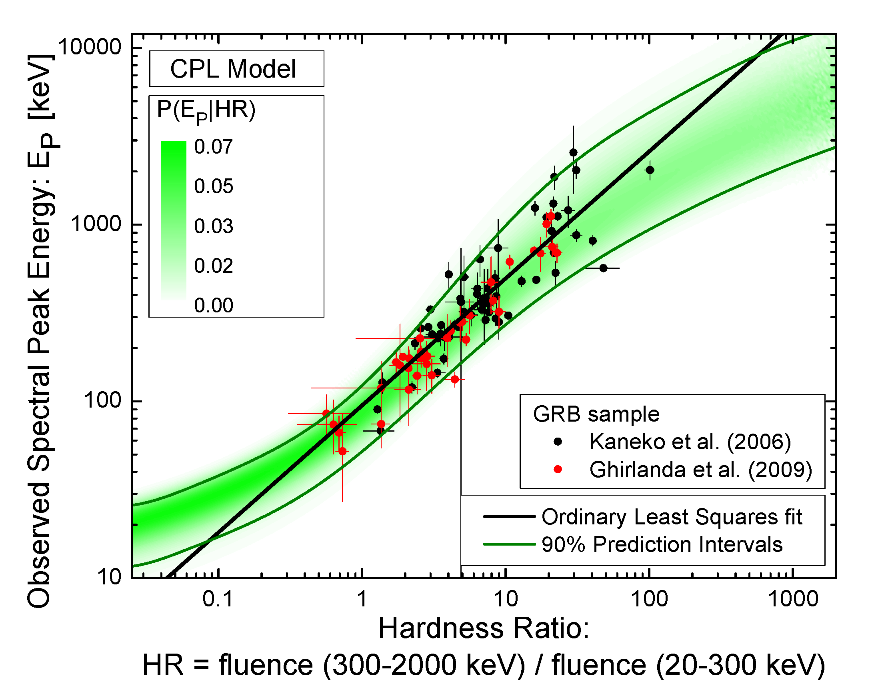 10000
1000
100
10
Observed Spectral Peak Energy: E_P [keV]
CPL Model
P(E_P|HR)
0.07
0.05
0.03
0.02
0.00
GRB sample
Kaneko et al. (2006)
Ghirlanda et al. (2009)
Ordinary Least Squares fit
90% Prediction Intervals
0.1 1 10 100 1000
Hardness Ratio:
HR = fluence (300-2000 keV) / fluence (20-300 keV)